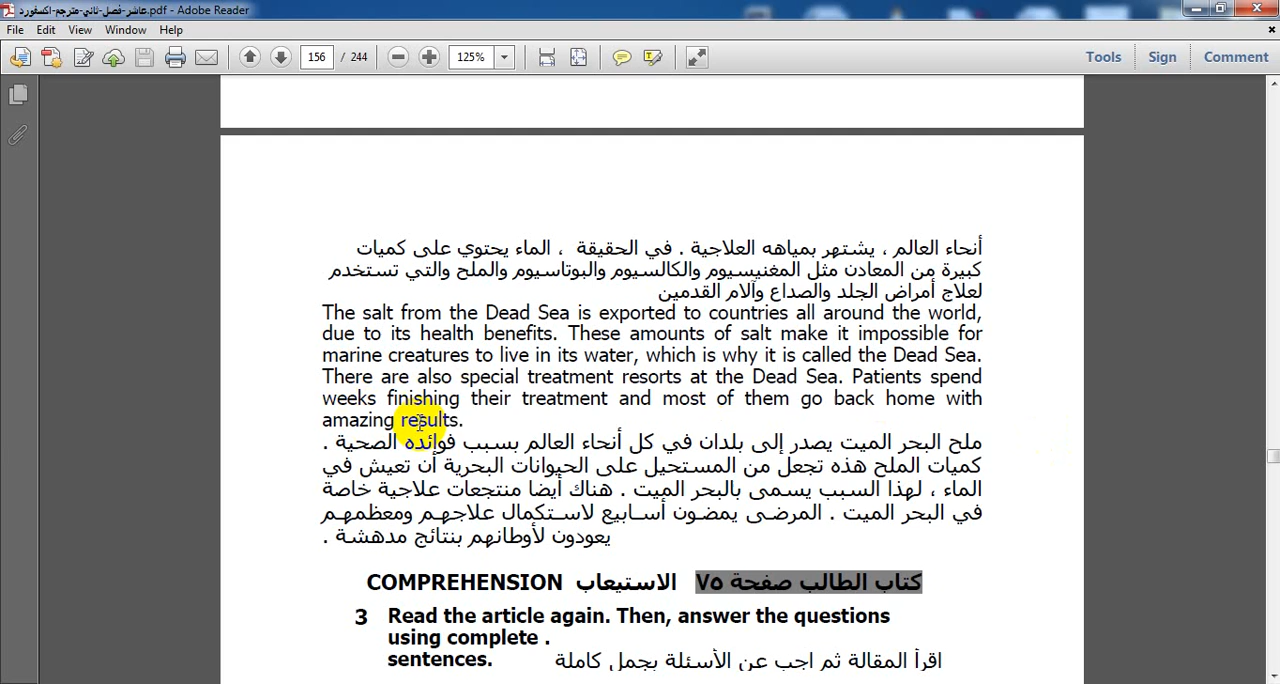 عاشر-فصل-ثاني-مترجم-اكسفورد.pdf - Adobe Reader
File Edit View Window Help
156 / 244 125% Tools Sign Comment
أنحاء العالم ، يشتهر بمياهه العلاجية . في الحقيقة ، الماء يحتوي على كميات
كبيرة من المعادن مثل المغنيسيوم والكالسيوم والبوتاسيوم والملح والتي تستخدم
لعلاج أمراض الجلد والصداع وآلام القدمين
The salt from the Dead Sea is exported to countries all around the world,
due to its health benefits. These amounts of salt make it impossible for
marine creatures to live in its water, which is why it is called the Dead Sea.
There are also special treatment resorts at the Dead Sea. Patients spend
weeks finishing their treatment and most of them go back home with
amazing results.
ملح البحر الميت يصدر إلى بلدان في كل أنحاء العالم بسبب فوائده الصحية .
كميات الملح هذه تجعل من المستحيل على الحيوانات البحرية أن تعيش في
الماء ، لهذا السبب يسمى بالبحر الميت . هناك أيضا منتجعات علاجية خاصة
في البحر الميت . المرضى يمضون أسابيع لاستكمال علاجهم ومعظمهم
يعودون لأوطانهم بنتائج مدهشة .
COMPREHENSION الاستيعاب كتاب الطالب صفحة ٧٥
3 Read the article again. Then, answer the questions
using complete .
sentences. اقرأ المقالة ثم اجب عن الأسئلة بجمل كاملة